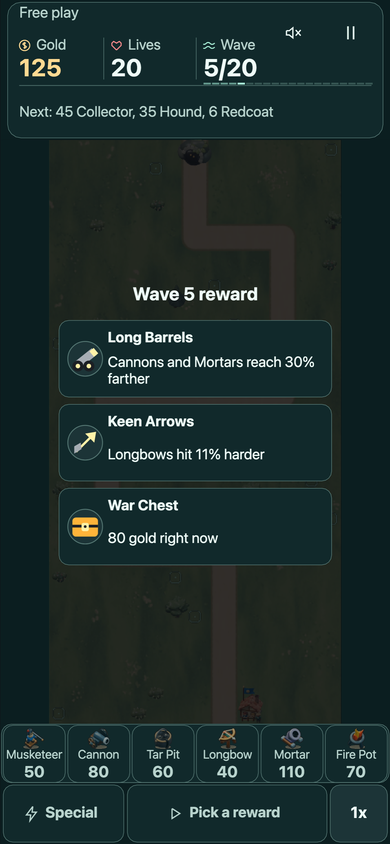 Free play
Gold
Lives
Wave
125
20
5/20
Next: 45 Collector, 35 Hound, 6 Redcoat
Wave 5 reward
Long Barrels
Cannons and Mortars reach 30%
farther
Keen Arrows
Longbows hit 11% harder
War Chest
80 gold right now
Musketeer
Cannon
Tar Pit
Longbow
Mortar
Fire Pot
50
80
60
40
110
70
Special
Pick a reward
1x